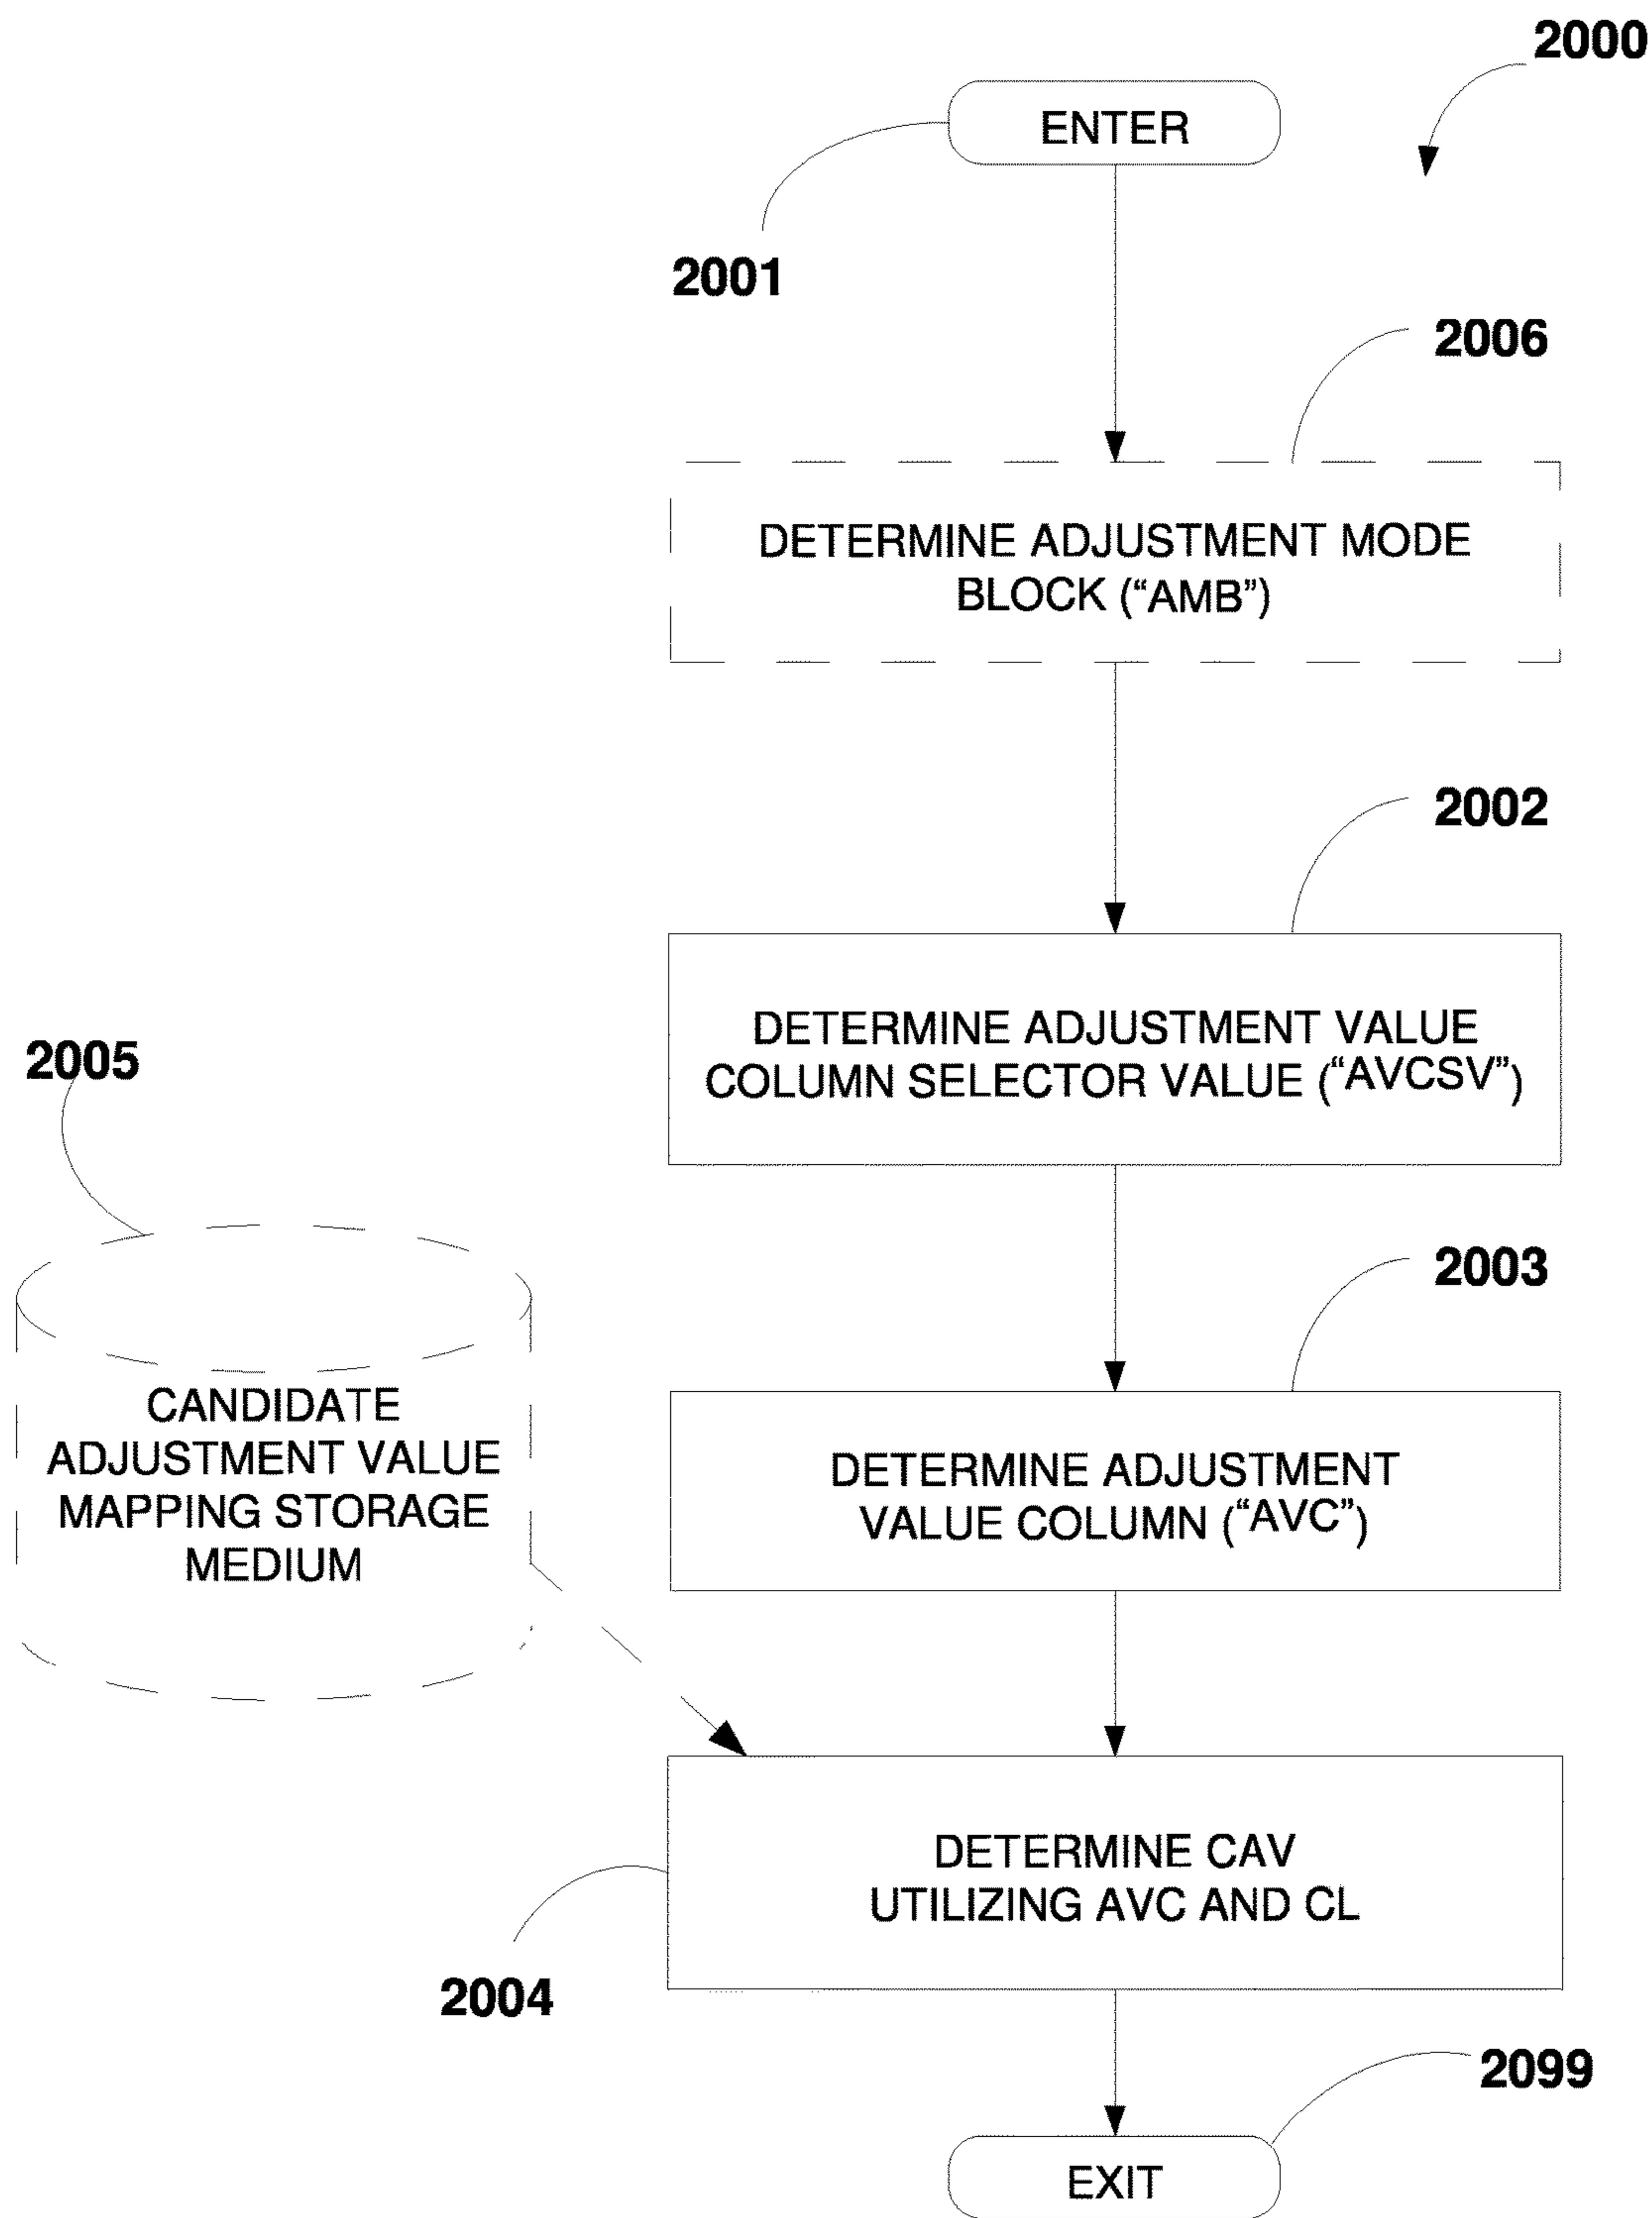 2000
ENTER
2001
2006
DETERMINE ADJUSTMENT MODE
BLOCK (“AMB”)
2002
DETERMINE ADJUSTMENT VALUE
COLUMN SELECTOR VALUE (“AVCSV”)
2005
2003
CANDIDATE
ADJUSTMENT VALUE
MAPPING STORAGE
MEDIUM
DETERMINE ADJUSTMENT
VALUE COLUMN (“AVC”)
DETERMINE CAV
UTILIZING AVC AND CL
2004
2099
EXIT